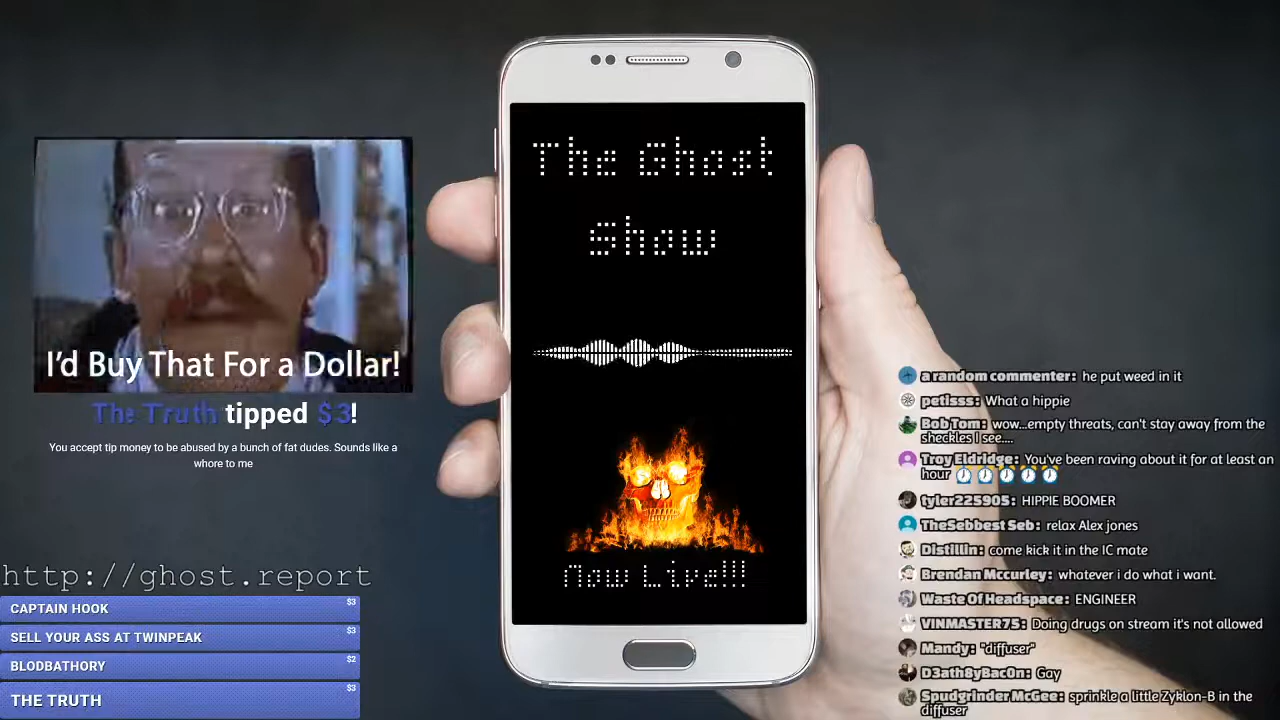 The Ghost
Show
Now Live!!!
I'd Buy That For a Dollar!
The Truth tipped $3!
You accept tip money to be abused by a bunch of fat dudes. Sounds like a
whore to me
http://ghost.report
CAPTAIN HOOK $3
SELL YOUR ASS AT TWINPEAK $3
BLODBATHORY $2
THE TRUTH $3
a random commenter: he put weed in it
petisss: What a hippie
BobTom: wow...empty threats, can't stay away from the
sheckles I see....
Troy Eldridge: You've been raving about it for at least an
hour
tyler225905: HIPPIE BOOMER
TheSebbest Seb: relax Alex jones
Distillin: come kick it in the IC mate
Brendan Mccurley: whatever i do what i want.
Waste Of Headspace: ENGINEER
VINMASTER75: Doing drugs on stream it's not allowed
Mandy: "diffuser"
D3ath8yBac0n: Gay
Spudgrinder McGee: sprinkle a little Zyklon-B in the
diffuser